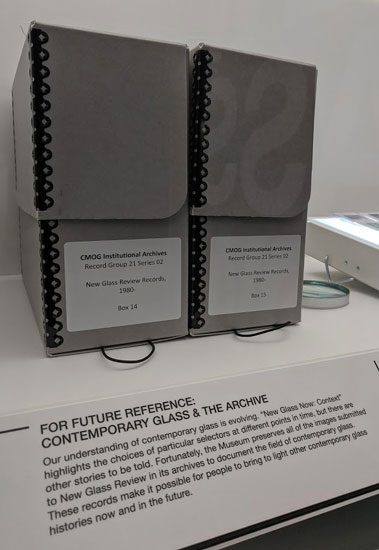 CMOG Institutional Archives
Record Group 21 Series 02
New Glass Review Records,
1980-
Box 14
CMOG Institutional Archives
Record Group 21 Series 02
New Glass Review Records,
1980-
Box 15
FOR FUTURE REFERENCE:
CONTEMPORARY GLASS & THE ARCHIVE
Our understanding of contemporary glass is evolving. "New Glass Now: Context"
highlights the choices of particular selectors at different points in time, but there are
other stories to be told. Fortunately, the Museum preserves all of the images submitted
to New Glass Review in its archives to document the field of contemporary glass.
These records make it possible for people to bring to light other contemporary glass
histories now and in the future.